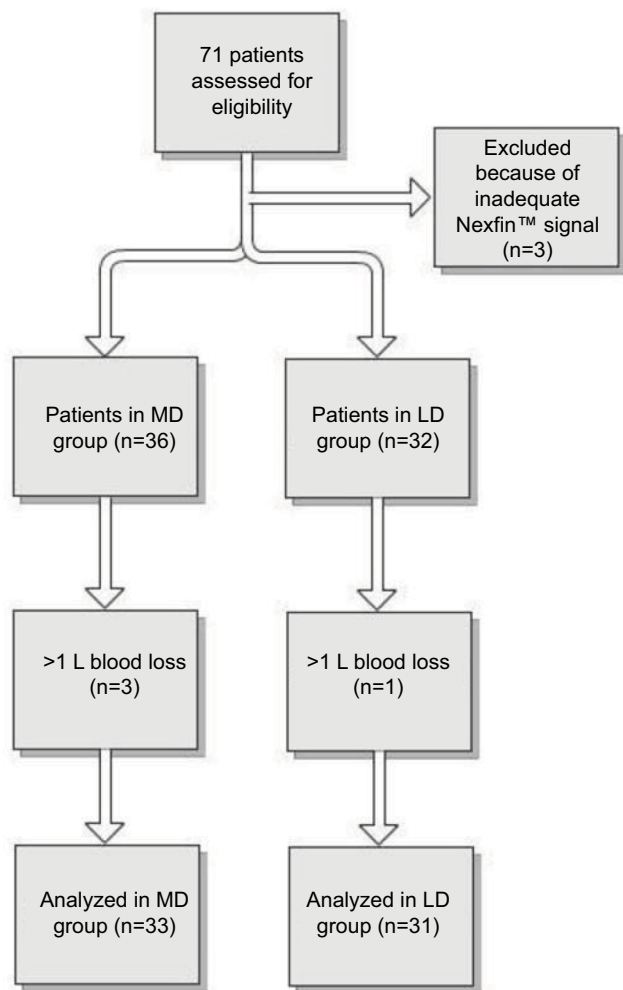 71 patients
assessed for
eligibility
Excluded
because of
inadequate
Nexfin™ signal
(n=3)
Patients in MD
group (n=36)
Patients in LD
group (n=32)
>1 L blood loss
(n=3)
>1 L blood loss
(n=1)
Analyzed in MD
group (n=33)
Analyzed in LD
group (n=31)